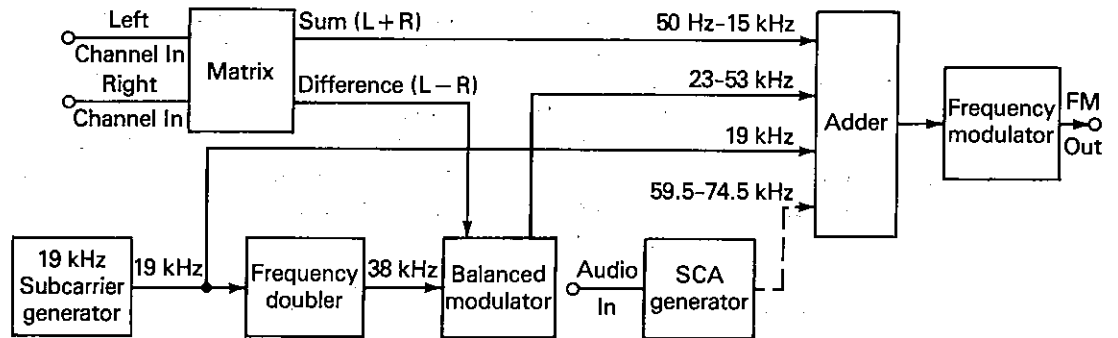 Left
Channel In
Right
Channel In
Matrix
Sum (L+R)
Difference (L–R)
50 Hz–15 kHz
23–53 kHz
19 kHz
59.5–74.5 kHz
Adder
Frequency
modulator
FM
Out
19 kHz
Subcarrier
generator
19 kHz
Frequency
doubler
38 kHz
Balanced
modulator
Audio
In
SCA
generator